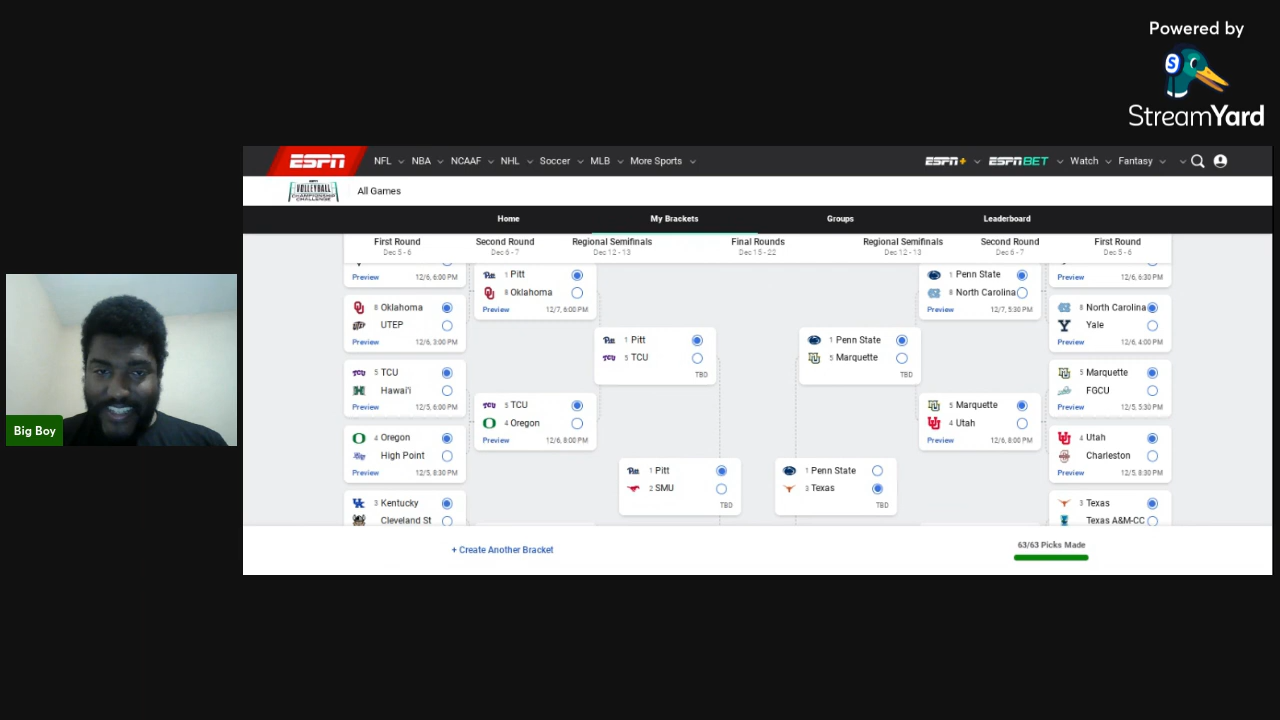 Powered by
StreamYard
ESPN
NFL NBA NCAAF NHL Soccer MLB More Sports
ESPN+ ESPN BET Watch Fantasy
VOLLEYBALL
CHAMPIONSHIP
CHALLENGE
All Games
Home My Brackets Groups Leaderboard
First Round Second Round Regional Semifinals Final Rounds Regional Semifinals Second Round First Round
Dec 5 - 6 Dec 6 - 7 Dec 12 - 13 Dec 15 - 22 Dec 12 - 13 Dec 6 - 7 Dec 5 - 6
Preview 12/6, 6:00 PM
8 Oklahoma
UTEP
Preview 12/6, 3:00 PM
5 TCU
Hawai'i
Preview 12/5, 6:00 PM
4 Oregon
High Point
Preview 12/5, 8:30 PM
3 Kentucky
Cleveland St
1 Pitt
8 Oklahoma
Preview 12/7, 6:00 PM
5 TCU
4 Oregon
Preview 12/6, 8:00 PM
1 Pitt
5 TCU
TBD
1 Pitt
2 SMU
TBD
1 Penn State
5 Marquette
TBD
1 Penn State
3 Texas
TBD
1 Penn State
8 North Carolina
Preview 12/7, 5:30 PM
5 Marquette
4 Utah
Preview 12/6, 8:00 PM
Preview 12/6, 6:30 PM
8 North Carolina
Yale
Preview 12/6, 4:00 PM
5 Marquette
FGCU
Preview 12/5, 5:30 PM
4 Utah
Charleston
Preview 12/5, 8:30 PM
3 Texas
Texas A&M-CC
+ Create Another Bracket
63/63 Picks Made
Big Boy